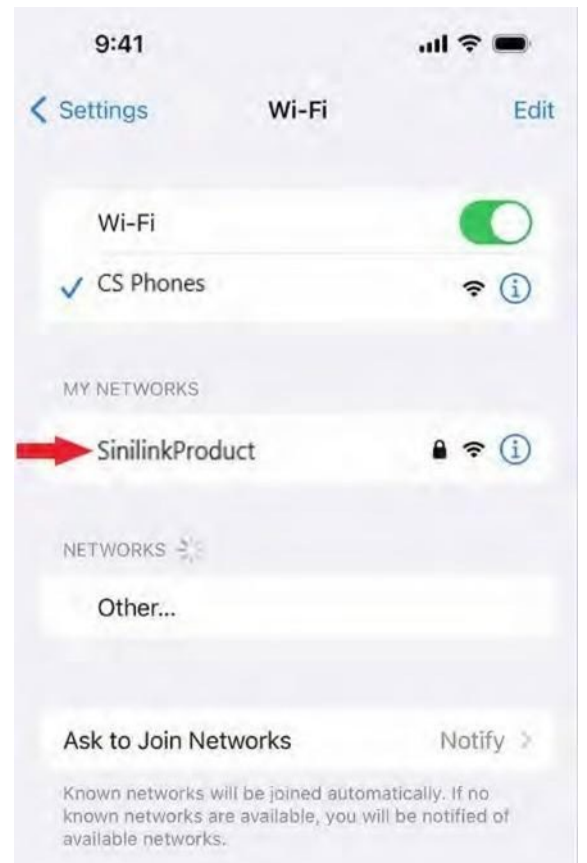 9:41
Settings Wi-Fi Edit
Wi-Fi
CS Phones
MY NETWORKS
SinilinkProduct
NETWORKS
Other...
Ask to Join Networks Notify
Known networks will be joined automatically. If no
known networks are available, you will be notified of
available networks.